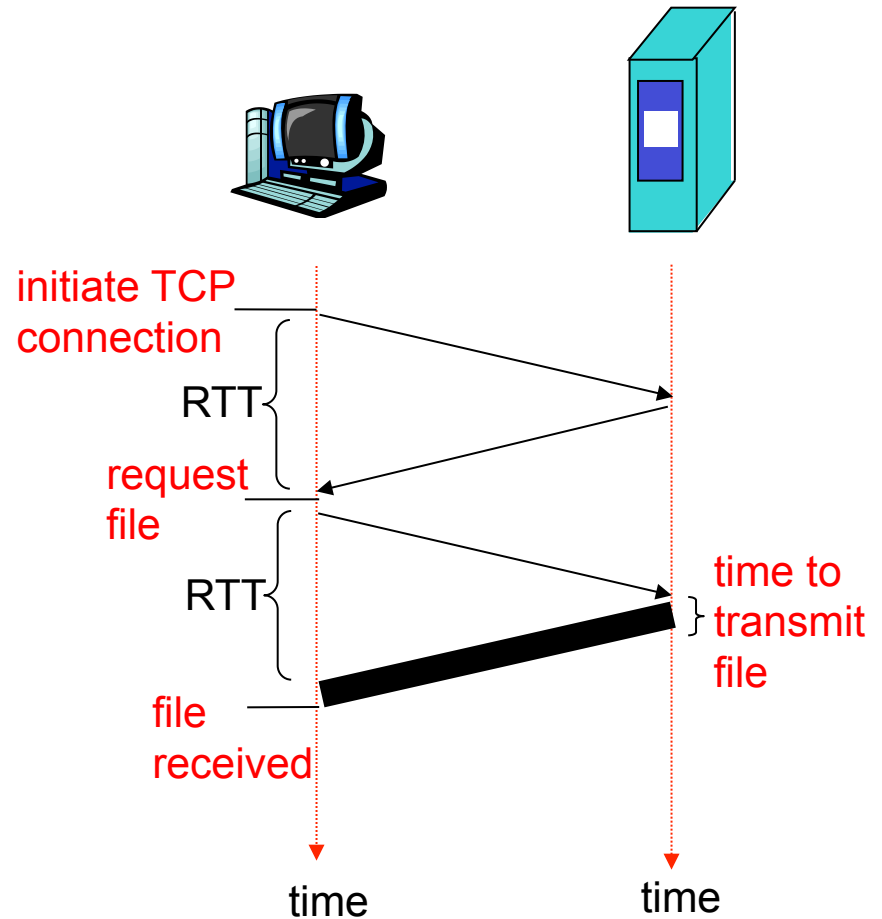 initiate TCP
connection
RTT
request
file
RTT
time to
transmit
file
file
received
time
time